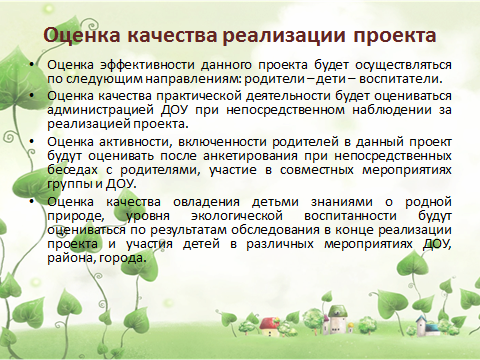 Оценка качества реализации проекта
• Оценка эффективности данного проекта будет осуществляться
по следующим направлениям: родители – дети – воспитатели.
• Оценка качества практической деятельности будет оцениваться
администрацией ДОУ при непосредственном наблюдении за
реализацией проекта.
• Оценка активности, включенности родителей в данный проект
будут оценивать после анкетирования при непосредственных
беседах с родителями, участие в совместных мероприятиях
группы и ДОУ.
• Оценка качества овладения детьми знаниями о родной
природе, уровня экологической воспитанности будут
оцениваться по результатам обследования в конце реализации
проекта и участия детей в различных мероприятиях ДОУ,
района, города.